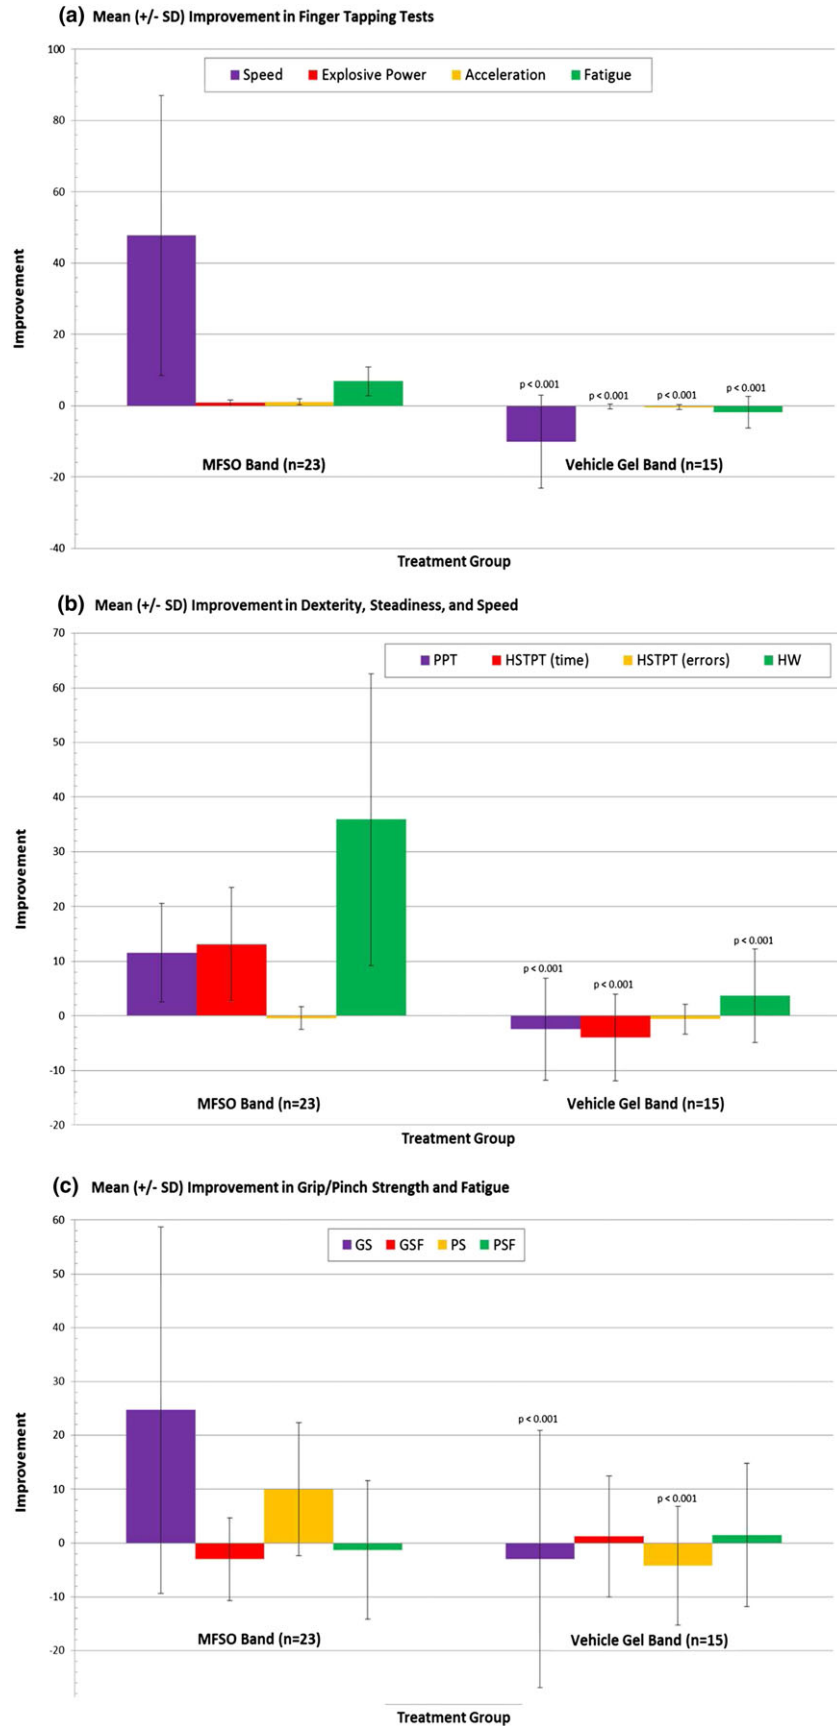 (a) Mean (+/- SD) Improvement in Finger Tapping Tests
100
Speed Explosive Power Acceleration Fatigue
80
60
40
20
p < 0.001 p < 0.001 p < 0.001 p < 0.001
0
MFSO Band (n=23) Vehicle Gel Band (n=15)
-20
-40
Improvement
Treatment Group
(b) Mean (+/- SD) Improvement in Dexterity, Steadiness, and Speed
70
PPT HSTPT (time) HSTPT (errors) HW
60
50
40
30
20
10
p < 0.001 p < 0.001 p < 0.001
0
-10
MFSO Band (n=23) Vehicle Gel Band (n=15)
-20
Improvement
Treatment Group
(c) Mean (+/- SD) Improvement in Grip/Pinch Strength and Fatigue
60
GS GSF PS PSF
50
40
30
20
p < 0.001
10
p < 0.001
0
-10
MFSO Band (n=23) Vehicle Gel Band (n=15)
-20
Improvement
Treatment Group